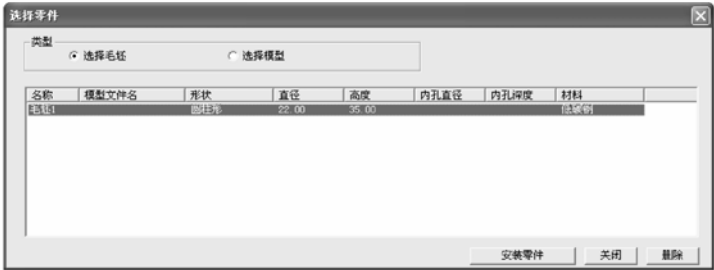 选择零件
类型
选择毛坯 选择模型
名称 模型文件名 形状 直径 高度 内孔直径 内孔深度 材料
毛坯1 圆柱形 22.00 35.00 低碳钢
安装零件 关闭 删除